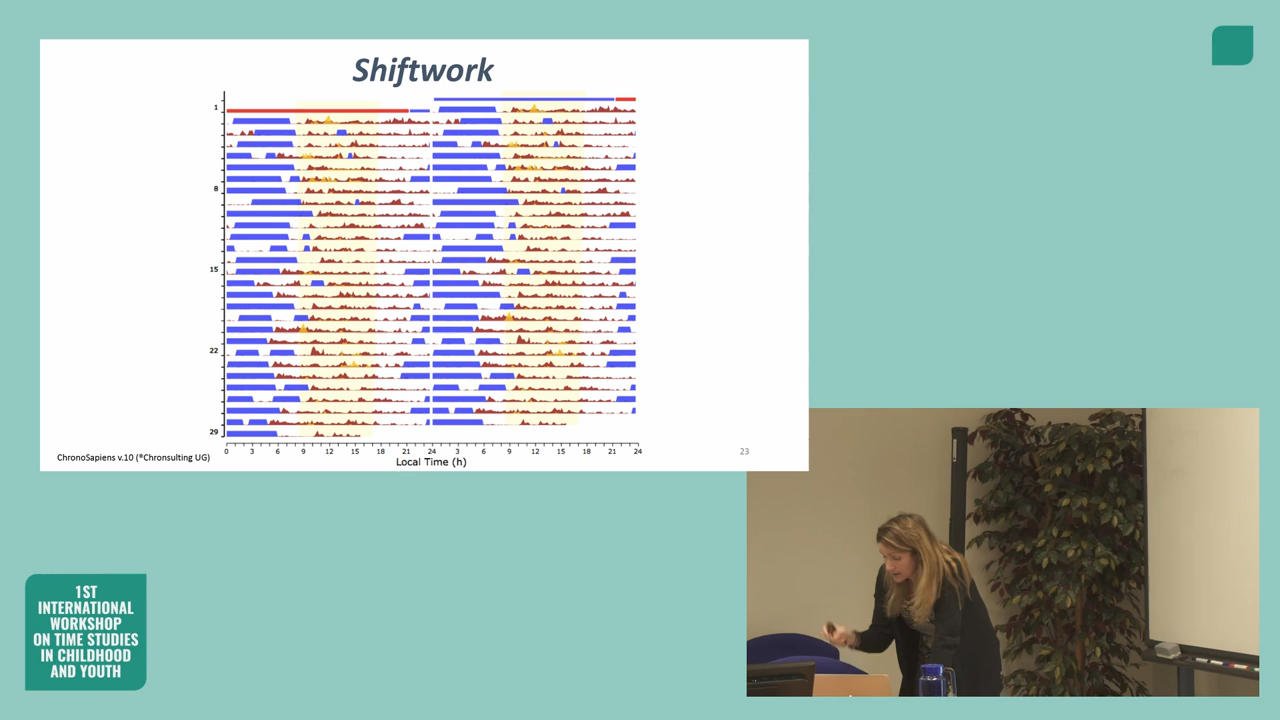 Shiftwork
1
8
15
22
29
0 3 6 9 12 15 18 21 24 3 6 9 12 15 18 21 24
Local Time (h)
ChronoSapiens v.10 (®Chronsulting UG)
23
1ST
INTERNATIONAL
WORKSHOP
ON TIME STUDIES
IN CHILDHOOD
AND YOUTH